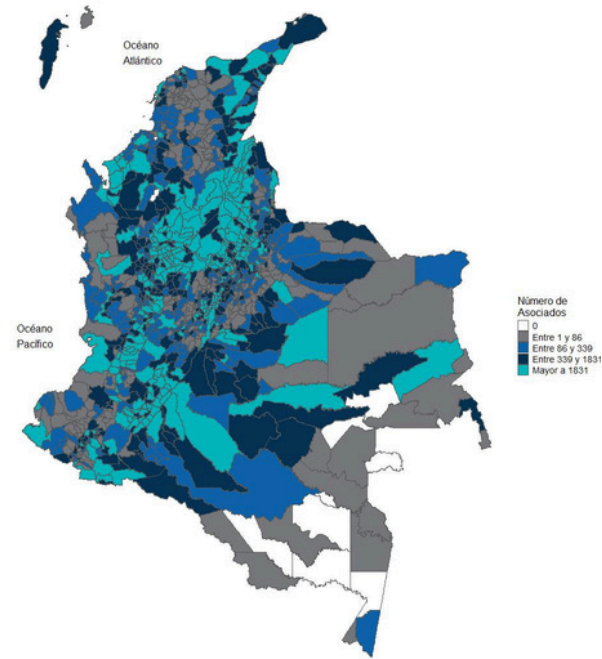 Océano
Atlántico
Océano
Pacífico
Número de
Asociados
0
Entre 1 y 86
Entre 86 y 339
Entre 339 y 1831
Mayor a 1831